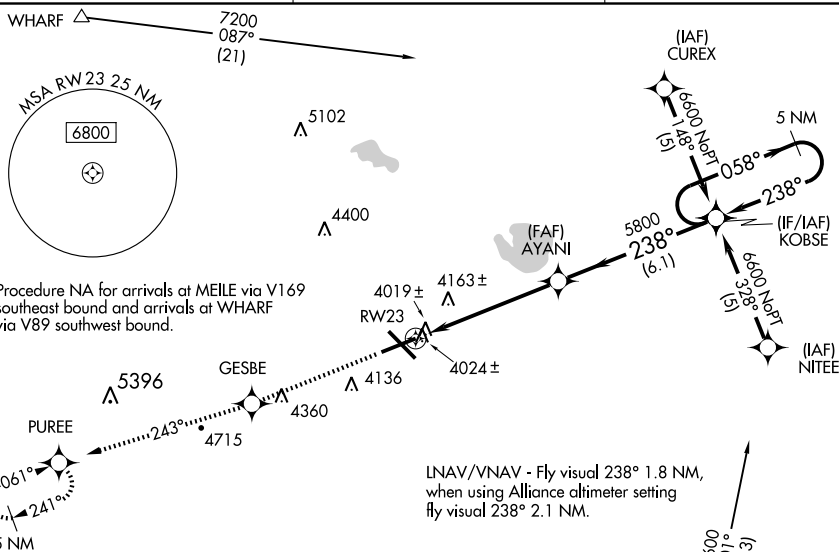 WHARF
7200
087°
(21)
MSA RW23 25 NM
6800
5102
4400
(IAF)
CUREX
6600 NoPT
148°
(5)
5 NM
058°
238°
(IF/IAF)
KOBSE
5800
238°
(6.1)
(FAF)
AYANI
6600 NoPT
328°
(5)
(IAF)
NITEE
Procedure NA for arrivals at MEILE via V169
southeast bound and arrivals at WHARF
via V89 southwest bound.
4163 ±
4019 ±
RW23
4024 ±
4136
GESBE
4360
5396
4715
243°
PUREE
061°
241°
5 NM
LNAV/VNAV - Fly visual 238° 1.8 NM,
when using Alliance altimeter setting
fly visual 238° 2.1 NM.